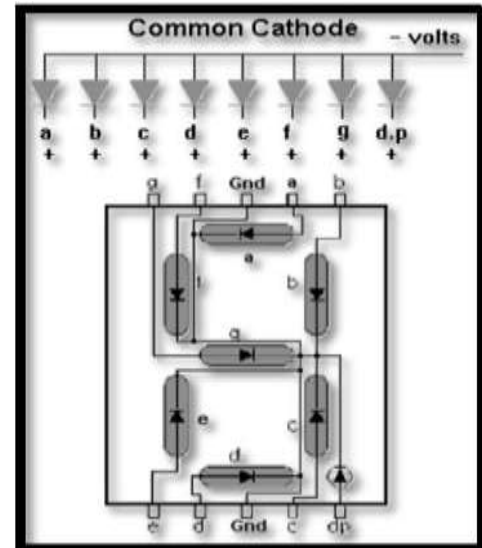 Common Cathode
- volts
a b c d e f g d.p
+ + + + + + + +
g f Gnd a b
a
f b
g
e c
d
e d Gnd c dp